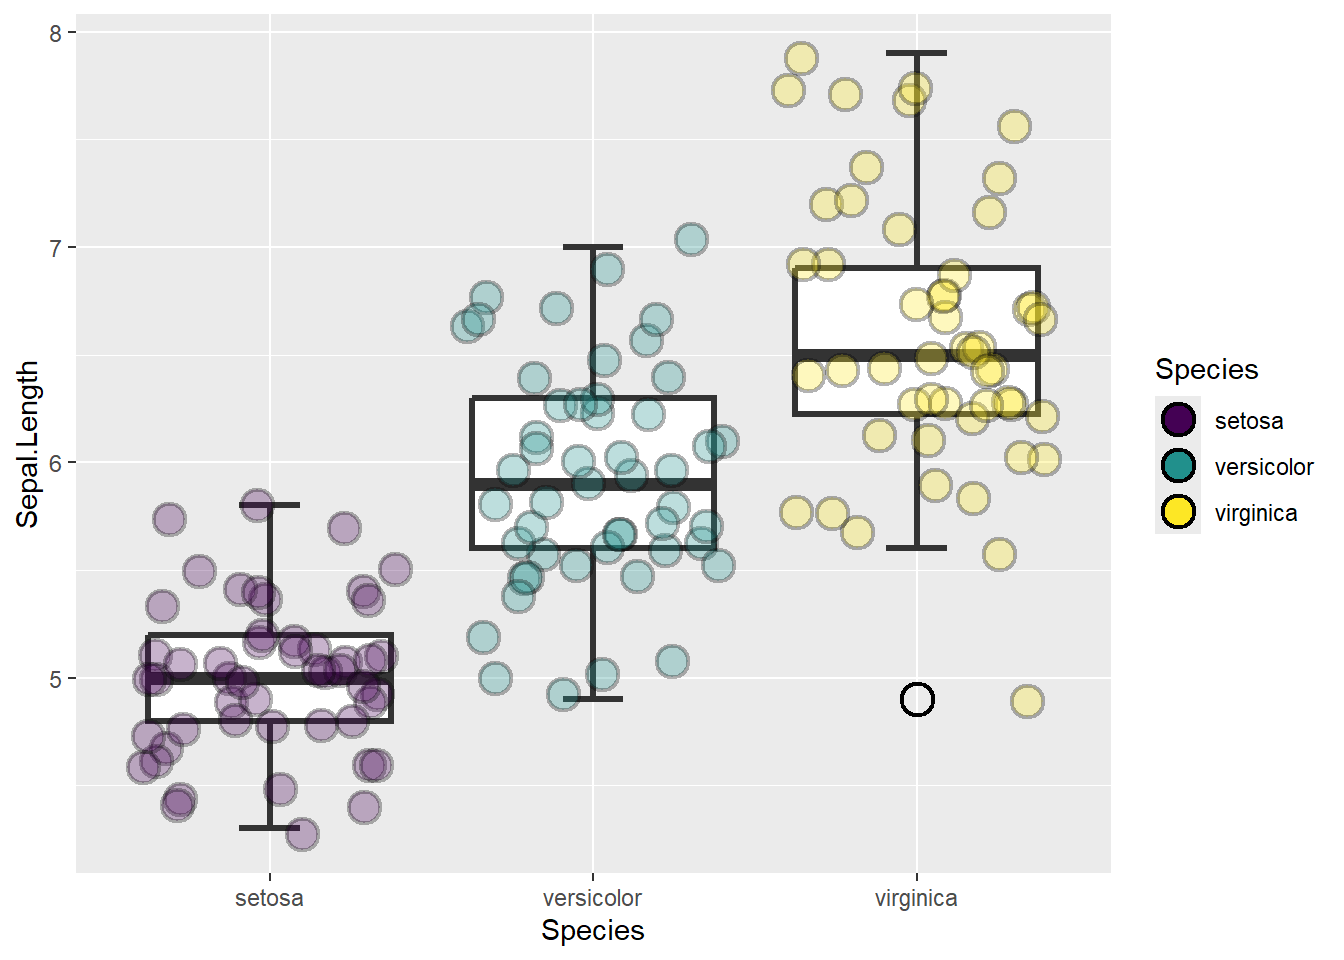 8
7
6
5
Sepal.Length
setosa
versicolor
virginica
Species
Species
setosa
versicolor
virginica